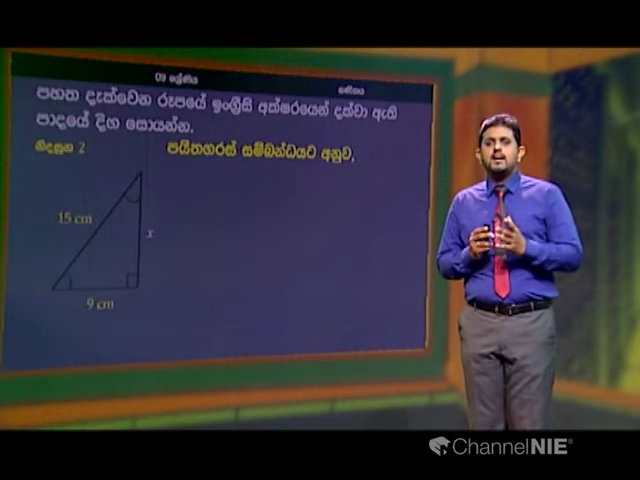 09 ශ්‍රේණිය
ගණිතය
පහත දැක්වෙන රූපයේ ඉංග්‍රීසි අක්ෂරයෙන් දක්වා ඇති
පාදයේ දිග සොයන්න.
නිදසුන 2
පයිතගරස් සම්බන්ධයට අනුව,
15 cm
x
9 cm
ChannelNIE